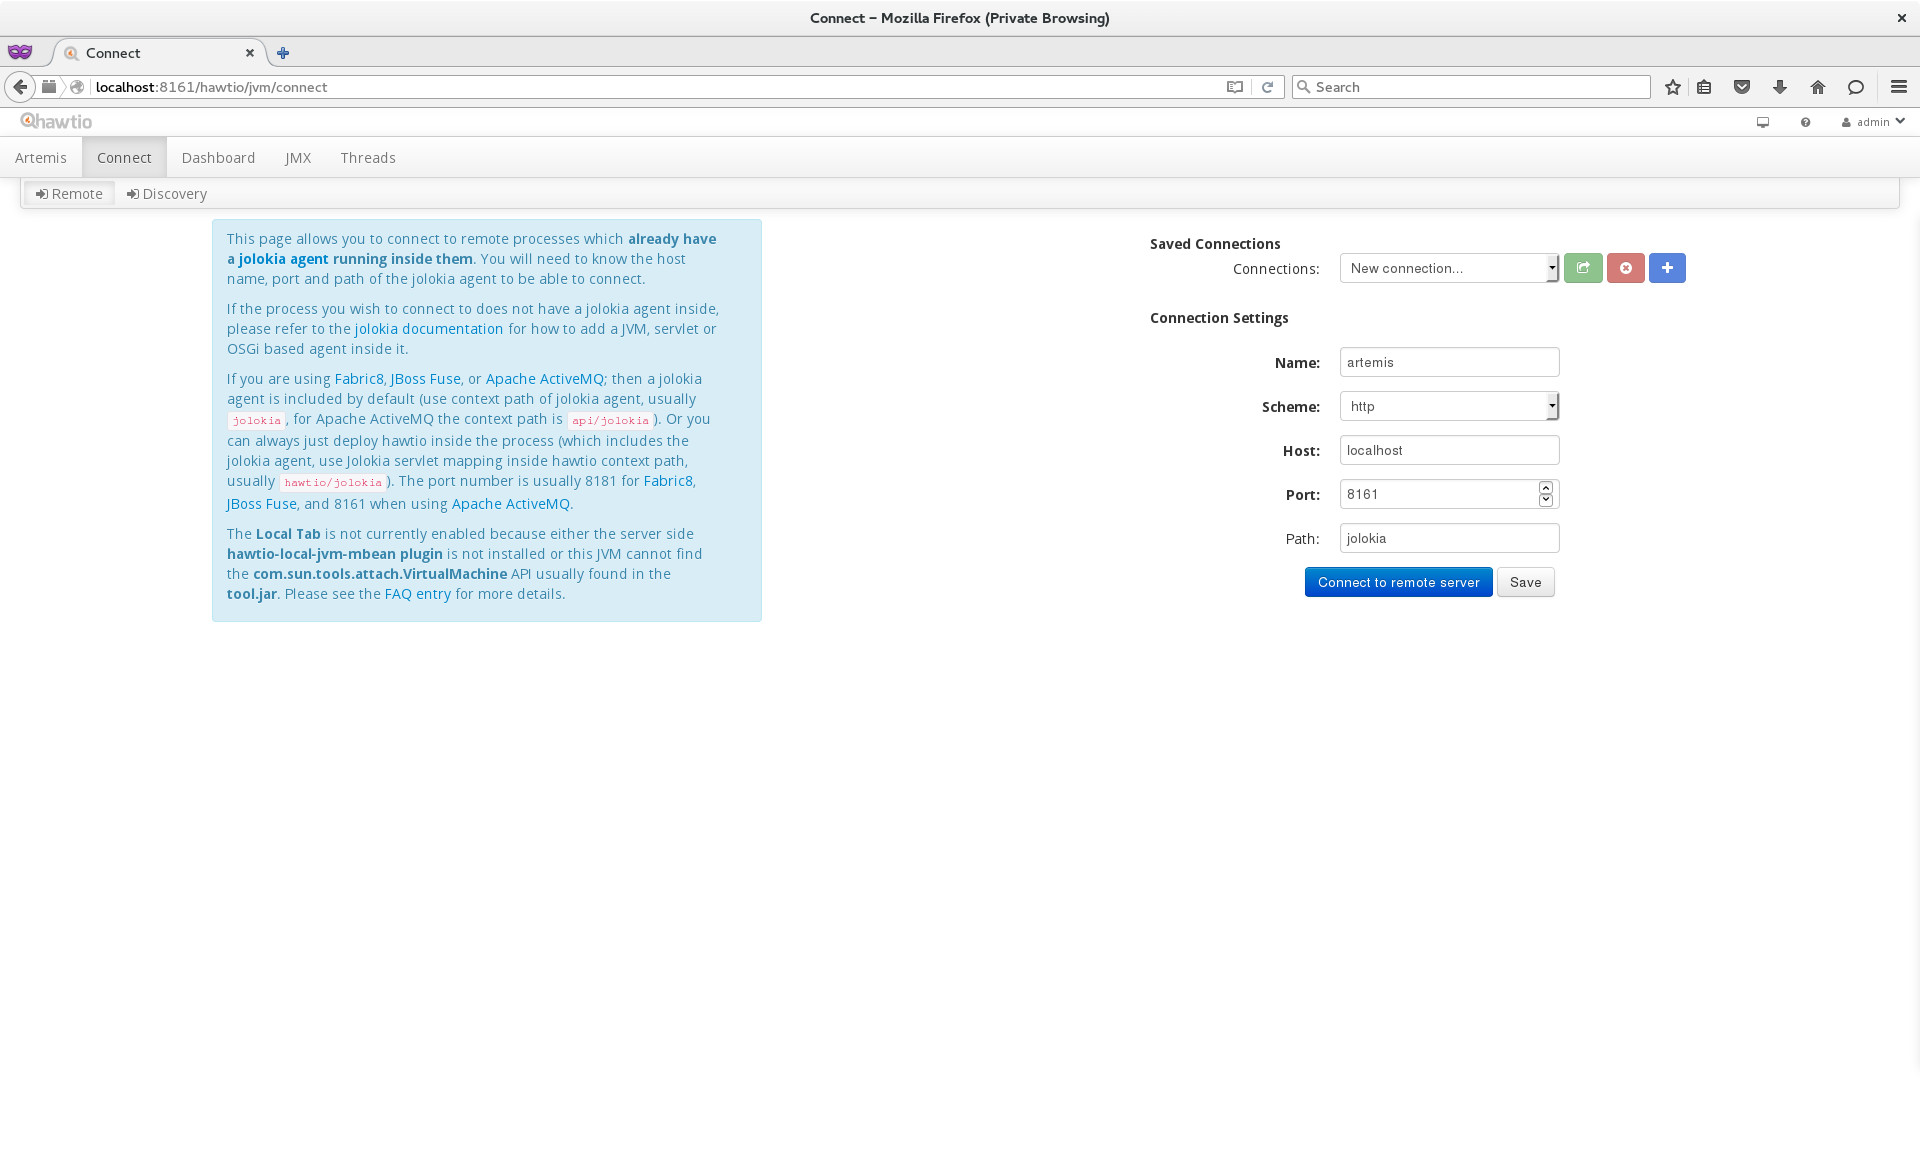 Connect – Mozilla Firefox (Private Browsing)
Connect
localhost:8161/hawtio/jvm/connect
Search
hawtio
admin
Artemis Connect Dashboard JMX Threads
Remote Discovery
This page allows you to connect to remote processes which already have
a jolokia agent running inside them. You will need to know the host
name, port and path of the jolokia agent to be able to connect.
If the process you wish to connect to does not have a jolokia agent inside,
please refer to the jolokia documentation for how to add a JVM, servlet or
OSGi based agent inside it.
If you are using Fabric8, JBoss Fuse, or Apache ActiveMQ; then a jolokia
agent is included by default (use context path of jolokia agent, usually
jolokia, for Apache ActiveMQ the context path is api/jolokia). Or you
can always just deploy hawtio inside the process (which includes the
jolokia agent, use Jolokia servlet mapping inside hawtio context path,
usually hawtio/jolokia). The port number is usually 8181 for Fabric8,
JBoss Fuse, and 8161 when using Apache ActiveMQ.
The Local Tab is not currently enabled because either the server side
hawtio-local-jvm-mbean plugin is not installed or this JVM cannot find
the com.sun.tools.attach.VirtualMachine API usually found in the
tool.jar. Please see the FAQ entry for more details.
Saved Connections
Connections: New connection...
Connection Settings
Name: artemis
Scheme: http
Host: localhost
Port: 8161
Path: jolokia
Connect to remote server Save